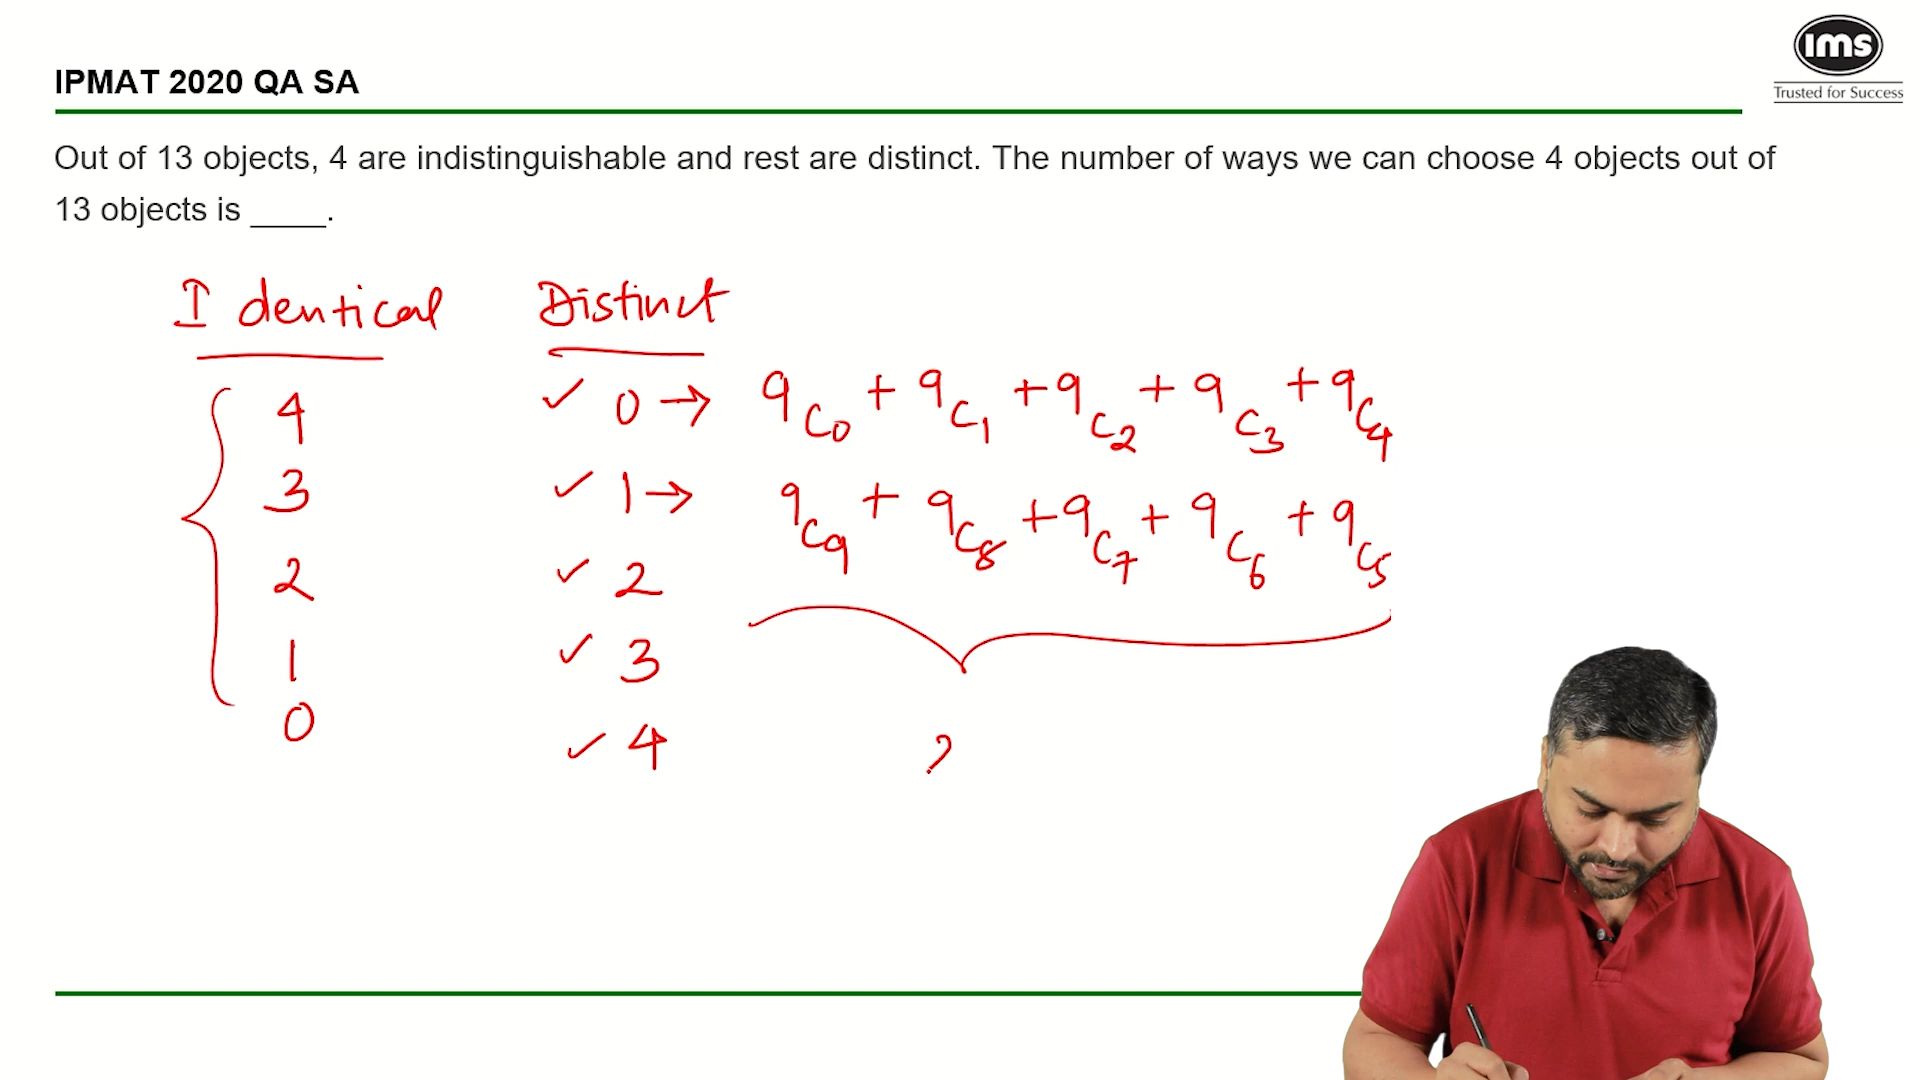 ims
Trusted for Success
IPMAT 2020 QA SA
Out of 13 objects, 4 are indistinguishable and rest are distinct. The number of ways we can choose 4 objects out of
13 objects is ____.
Identical Distinct
4 ✓ 0 → 9C₀ + 9C₁ + 9C₂ + 9C₃ + 9C₄
3 ✓ 1 → 9C₉ + 9C₈ + 9C₇ + 9C₆ + 9C₅
2 ✓ 2
1 ✓ 3
0 ✓ 4
2